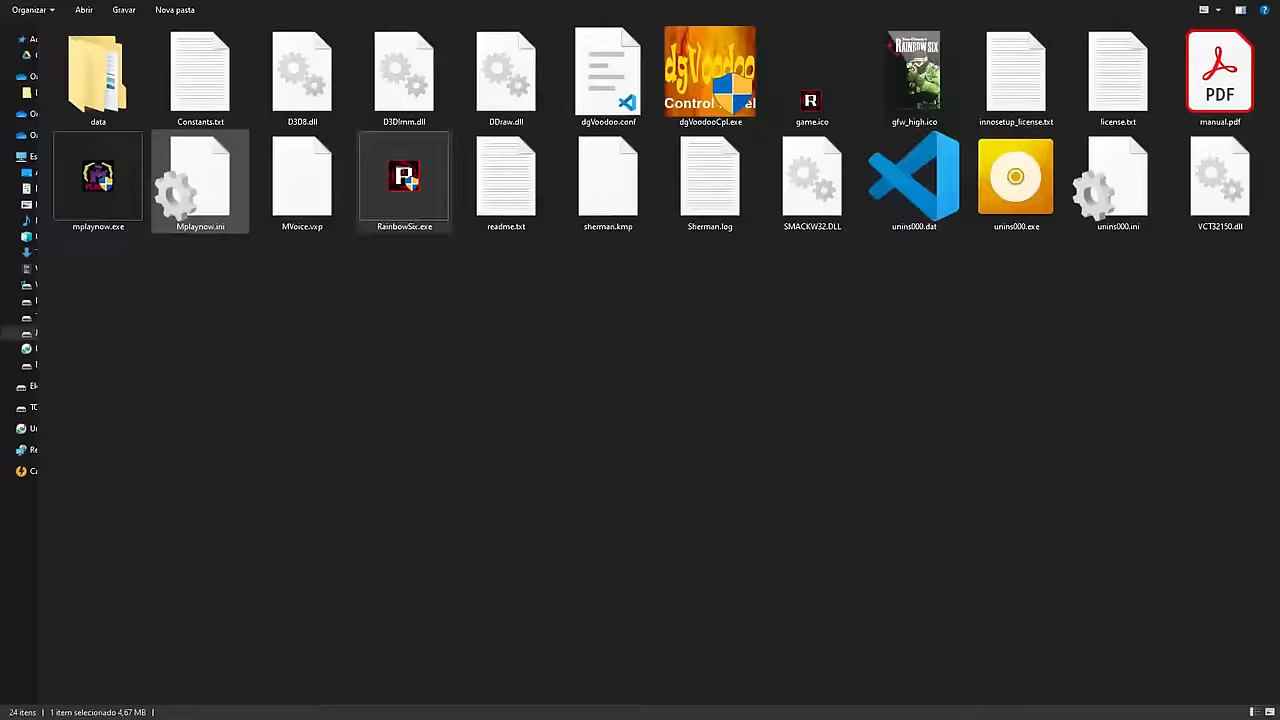 Organizar Abrir Gravar Nova pasta
data Constants.txt D3D8.dll D3DImm.dll DDraw.dll dgVoodoo.conf dgVoodooCpl.exe game.ico gfw_high.ico innosetup_license.txt license.txt manual.pdf
dgVoodoo
Control
RAINBOW SIX
PDF
mplaynow.exe Mplaynow.ini MVoice.vxp RainbowSix.exe readme.txt sherman.kmp Sherman.log SMACKW32.DLL unins000.dat unins000.exe unins000.ini VCT32150.dll
24 itens 1 item selecionado 4,67 MB